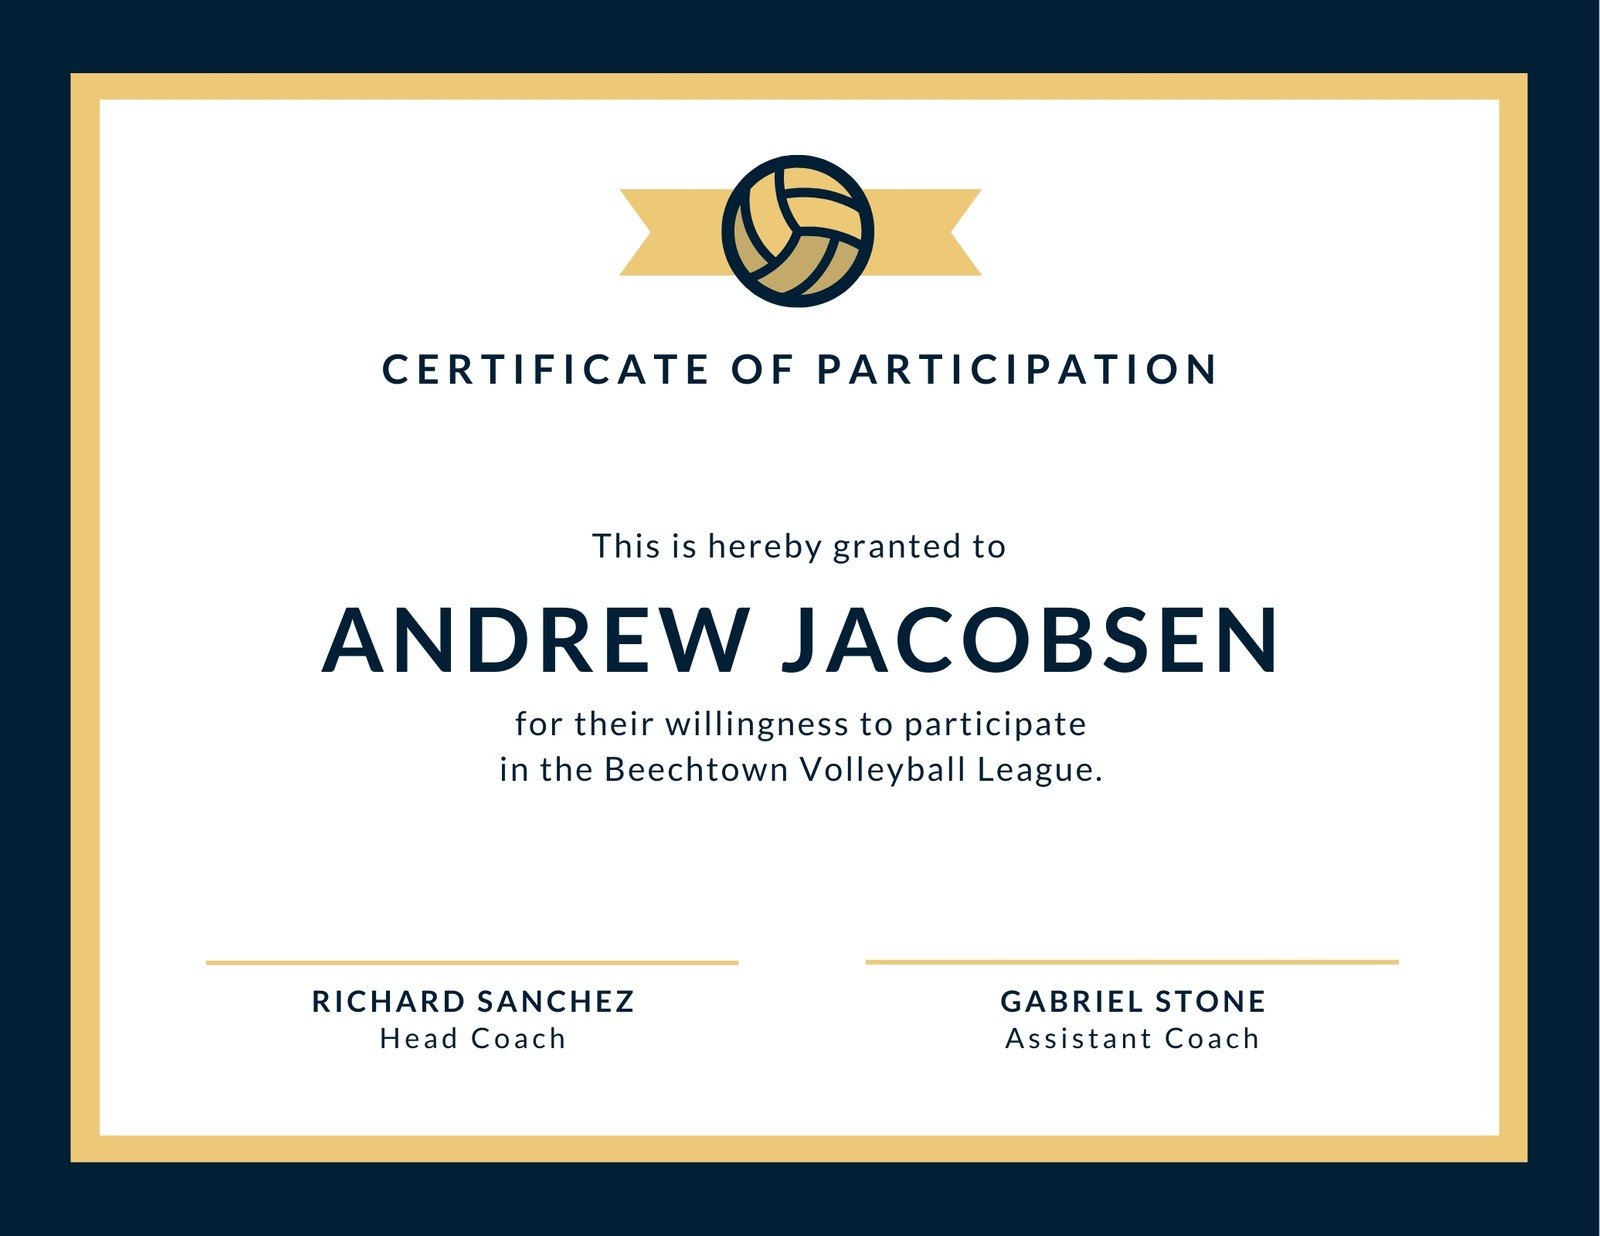 CERTIFICATE OF PARTICIPATION
This is hereby granted to
ANDREW JACOBSEN
for their willingness to participate
in the Beechtown Volleyball League.
RICHARD SANCHEZ
Head Coach
GABRIEL STONE
Assistant Coach